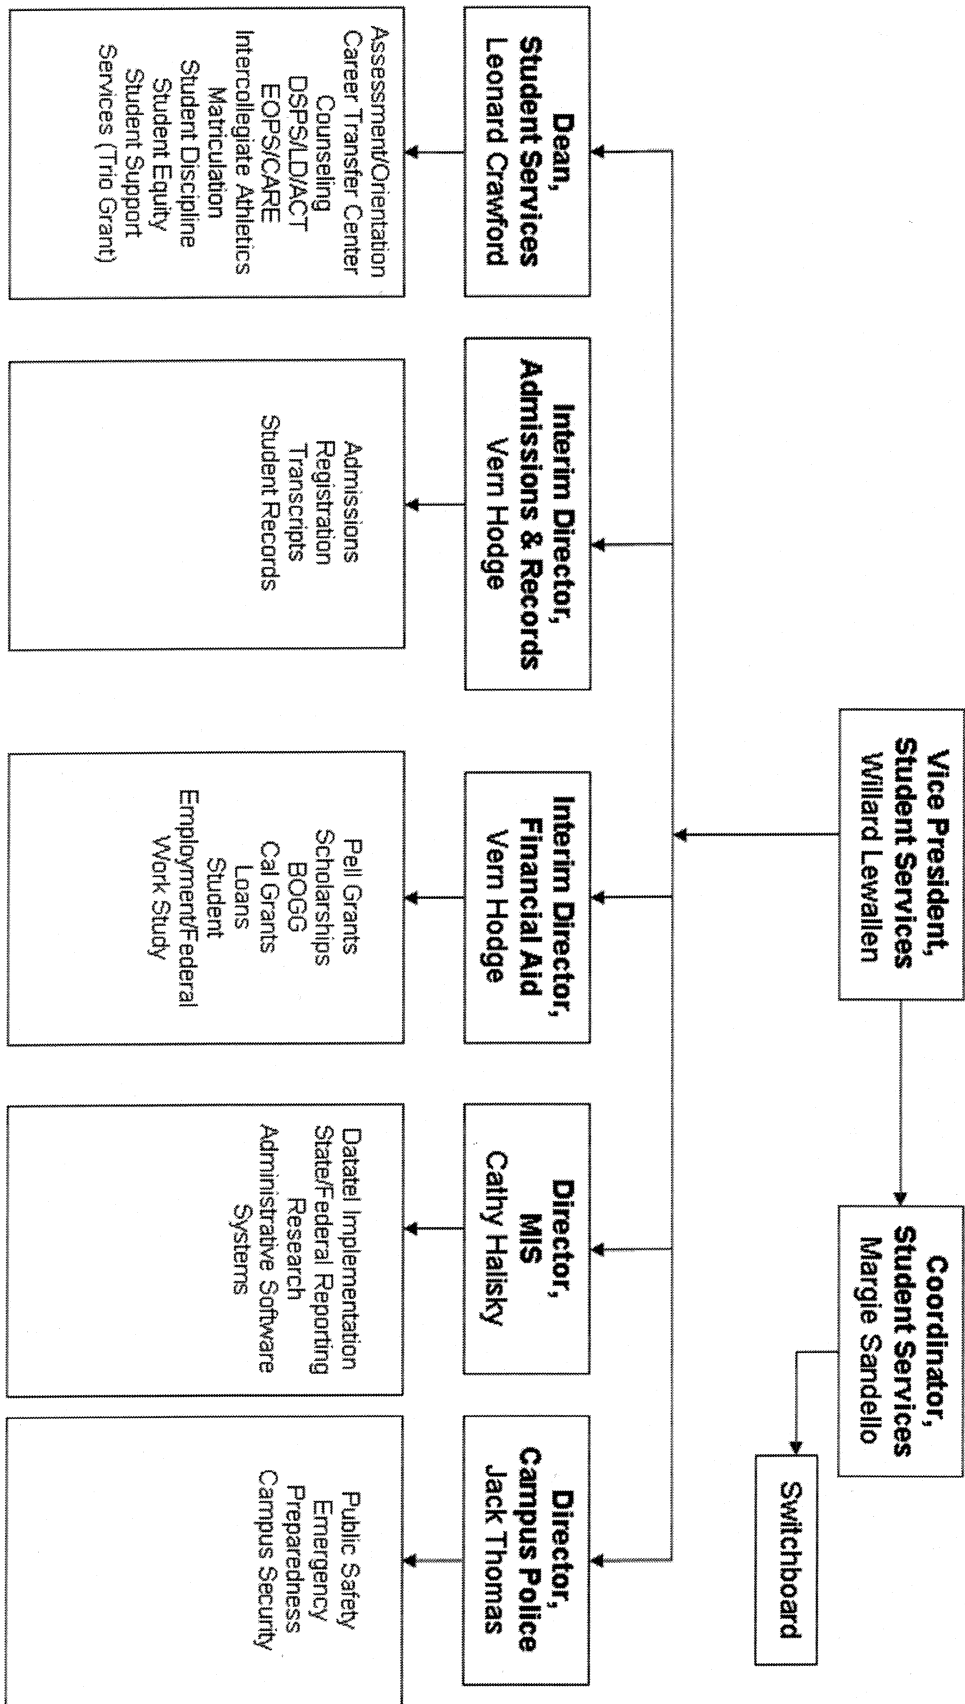 Vice President,
Student Services
Willard Lewallen
Coordinator,
Student Services
Margie Sandello
Switchboard
Dean,
Student Services
Leonard Crawford
Interim Director,
Admissions & Records
Vern Hodge
Interim Director,
Financial Aid
Vern Hodge
Director,
MIS
Cathy Halisky
Director,
Campus Police
Jack Thomas
Assessment/Orientation
Career Transfer Center
Counseling
DSPS/LD/ACT
EOPS/CARE
Intercollegiate Athletics
Matriculation
Student Discipline
Student Equity
Student Support
Services (Trio Grant)
Admissions
Registration
Transcripts
Student Records
Pell Grants
Scholarships
BOGG
Cal Grants
Loans
Student
Employment/Federal
Work Study
Datatel Implementation
State/Federal Reporting
Research
Administrative Software
Systems
Public Safety
Emergency
Preparedness
Campus Security